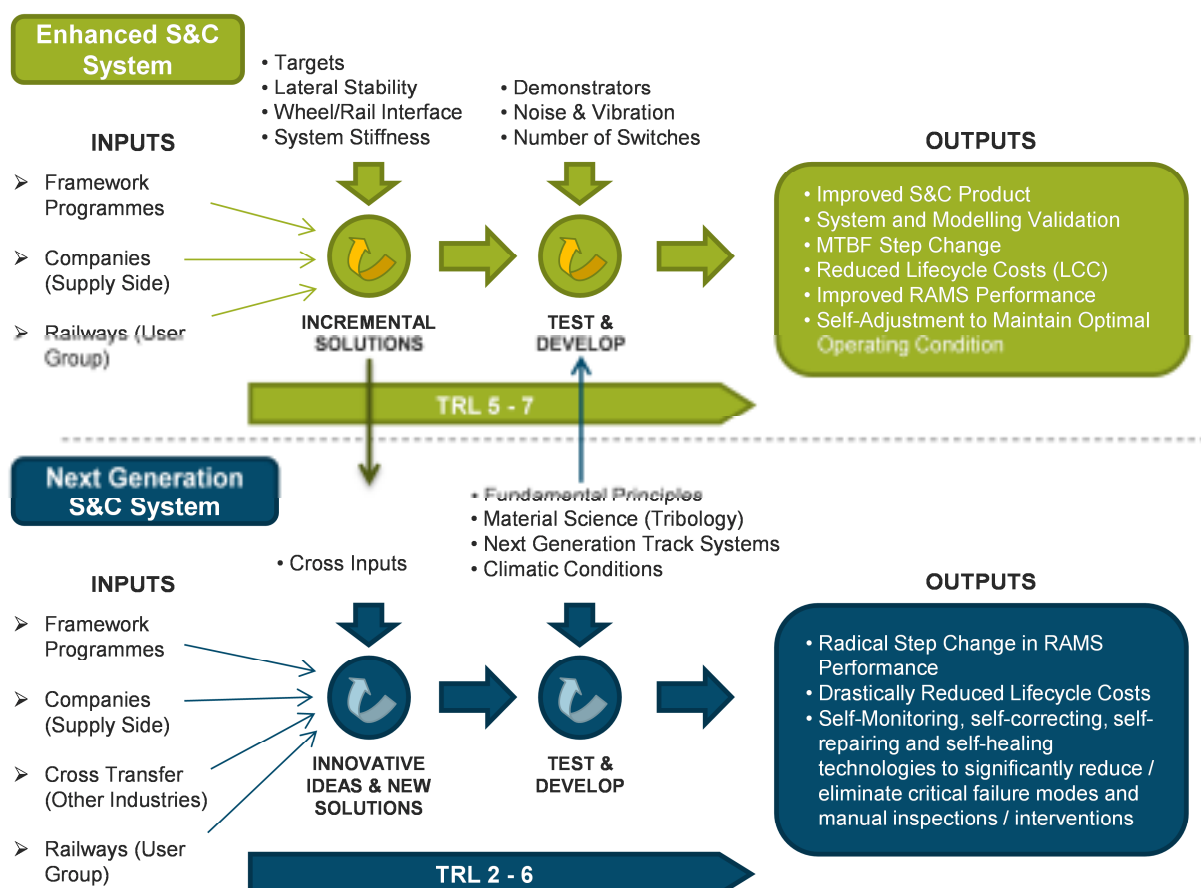 Enhanced S&C
System
• Targets
• Lateral Stability
• Wheel/Rail Interface
• System Stiffness
• Demonstrators
• Noise & Vibration
• Number of Switches
INPUTS
➢ Framework
Programmes
➢ Companies
(Supply Side)
➢ Railways (User
Group)
INCREMENTAL
SOLUTIONS
TEST &
DEVELOP
OUTPUTS
• Improved S&C Product
• System and Modelling Validation
• MTBF Step Change
• Reduced Lifecycle Costs (LCC)
• Improved RAMS Performance
• Self-Adjustment to Maintain Optimal
Operating Condition
TRL 5 - 7
Next Generation
S&C System
• Cross Inputs
• Fundamental Principles
• Material Science (Tribology)
• Next Generation Track Systems
• Climatic Conditions
INPUTS
➢ Framework
Programmes
➢ Companies
(Supply Side)
➢ Cross Transfer
(Other Industries)
➢ Railways (User
Group)
INNOVATIVE
IDEAS & NEW
SOLUTIONS
TEST &
DEVELOP
OUTPUTS
• Radical Step Change in RAMS
Performance
• Drastically Reduced Lifecycle Costs
• Self-Monitoring, self-correcting, self-
repairing and self-healing
technologies to significantly reduce /
eliminate critical failure modes and
manual inspections / interventions
TRL 2 - 6